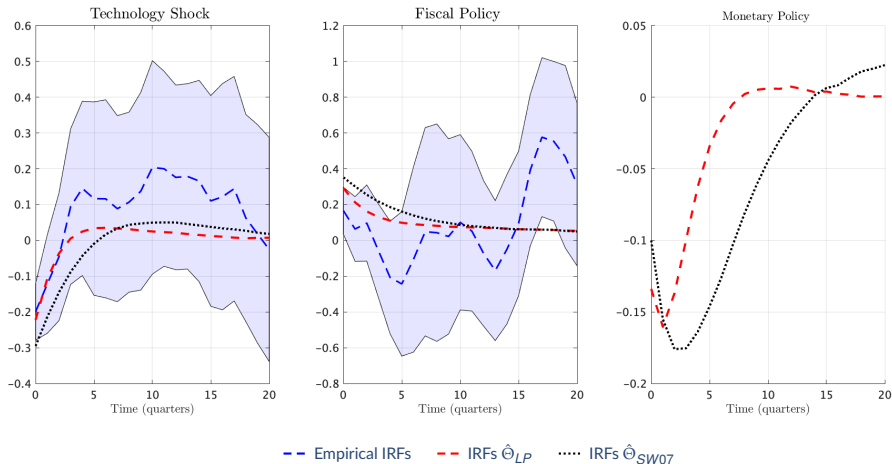 Technology Shock
0.6
0.5
0.4
0.3
0.2
0.1
0
−0.1
−0.2
−0.3
−0.4
0 5 10 15 20
Time (quarters)
Fiscal Policy
1.2
1
0.8
0.6
0.4
0.2
0
−0.2
−0.4
−0.6
−0.8
0 5 10 15 20
Time (quarters)
Monetary Policy
0.05
0
−0.05
−0.1
−0.15
−0.2
0 5 10 15 20
Time (quarters)
Empirical IRFs IRFs Θ̂_LP IRFs Θ̂_SW07